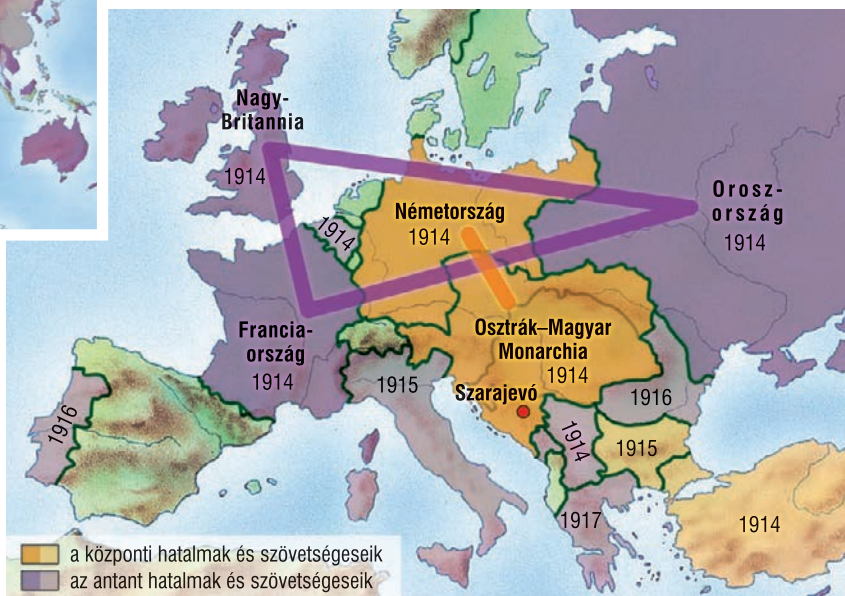 Nagy-
Britannia
1914
1914
Németország
1914
Orosz-
ország
1914
Francia-
ország
1914
Osztrák–Magyar
Monarchia
1914
Szarajevó
1915
1916
1916
1914
1915
1917
1914
a központi hatalmak és szövetségeseik
az antant hatalmak és szövetségeseik